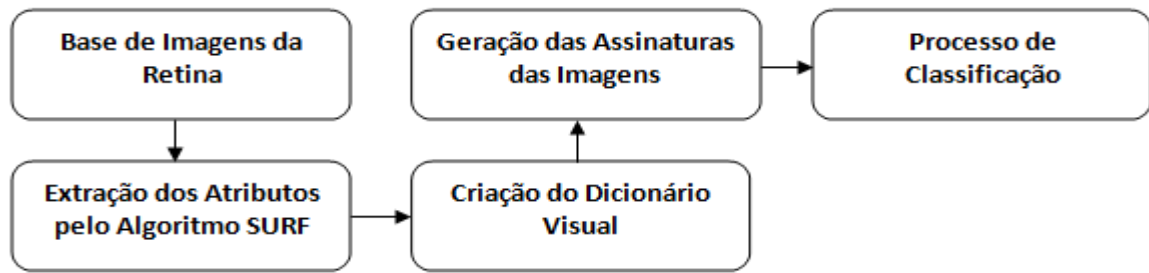 Base de Imagens da
Retina
Extração dos Atributos
pelo Algoritmo SURF
Criação do Dicionário
Visual
Geração das Assinaturas
das Imagens
Processo de
Classificação